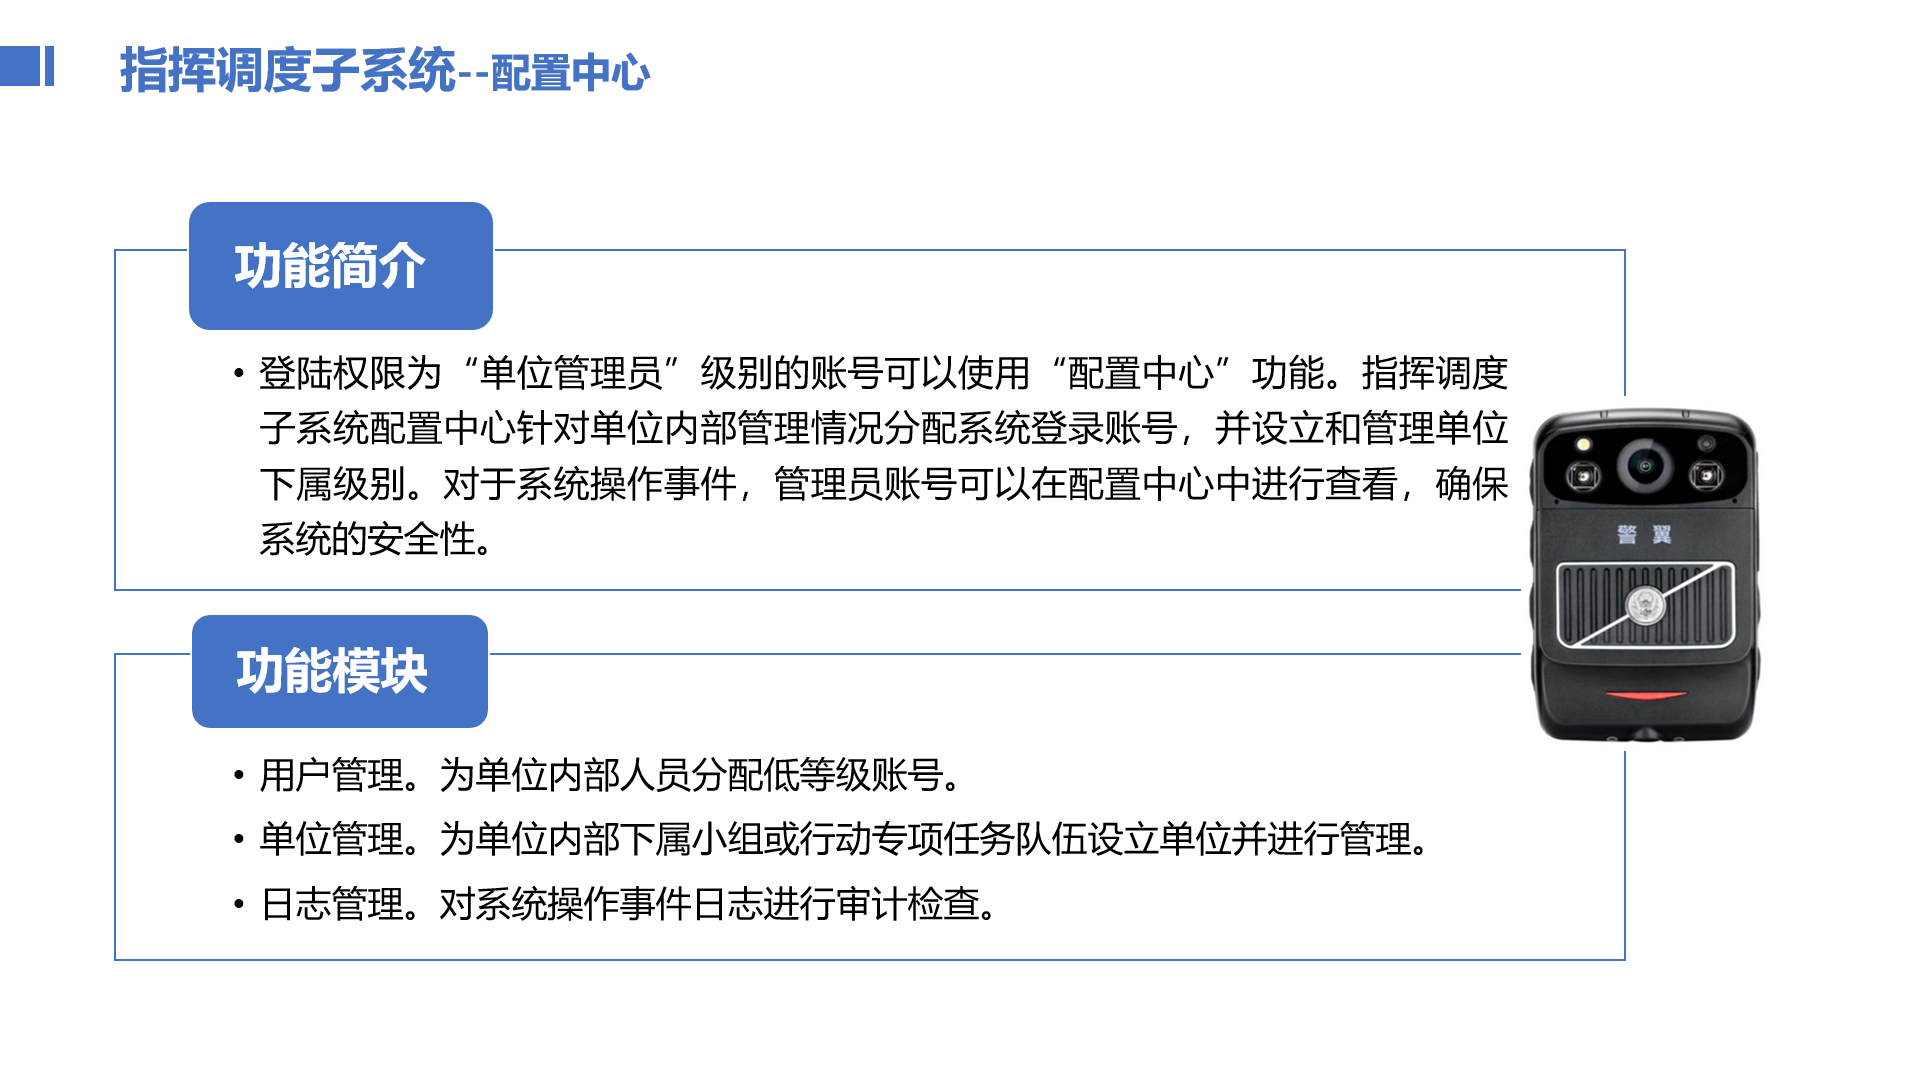 指挥调度子系统--配置中心
功能简介
• 登陆权限为“单位管理员”级别的账号可以使用“配置中心”功能。指挥调度
子系统配置中心针对单位内部管理情况分配系统登录账号，并设立和管理单位
下属级别。对于系统操作事件，管理员账号可以在配置中心中进行查看，确保
系统的安全性。
警 翼
功能模块
• 用户管理。为单位内部人员分配低等级账号。
• 单位管理。为单位内部下属小组或行动专项任务队伍设立单位并进行管理。
• 日志管理。对系统操作事件日志进行审计检查。